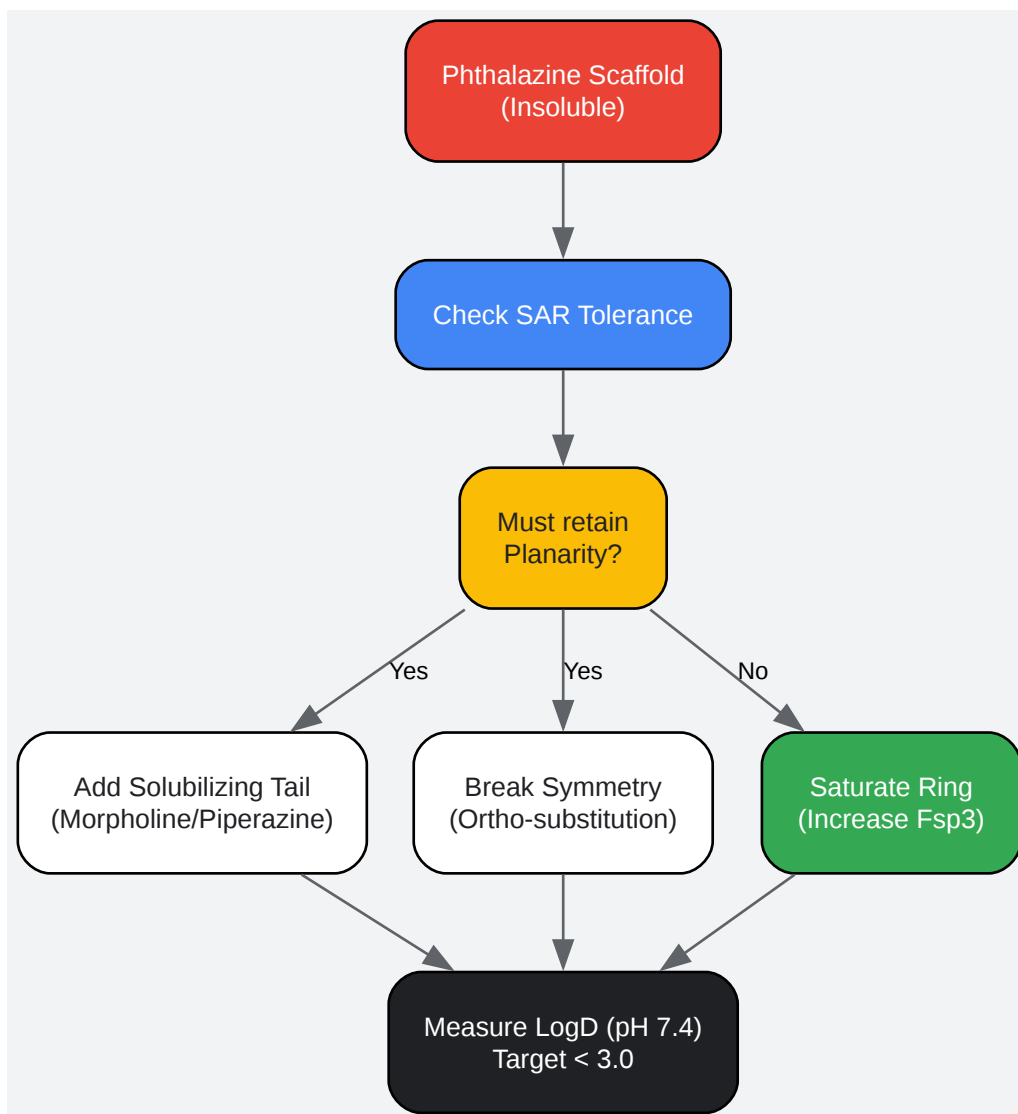 Phthalazine Scaffold
(Insoluble)
Check SAR Tolerance
Must retain
Planarity?
Yes
Yes
No
Add Solubilizing Tail
(Morpholine/Piperazine)
Break Symmetry
(Ortho-substitution)
Saturate Ring
(Increase Fsp3)
Measure LogD (pH 7.4)
Target < 3.0